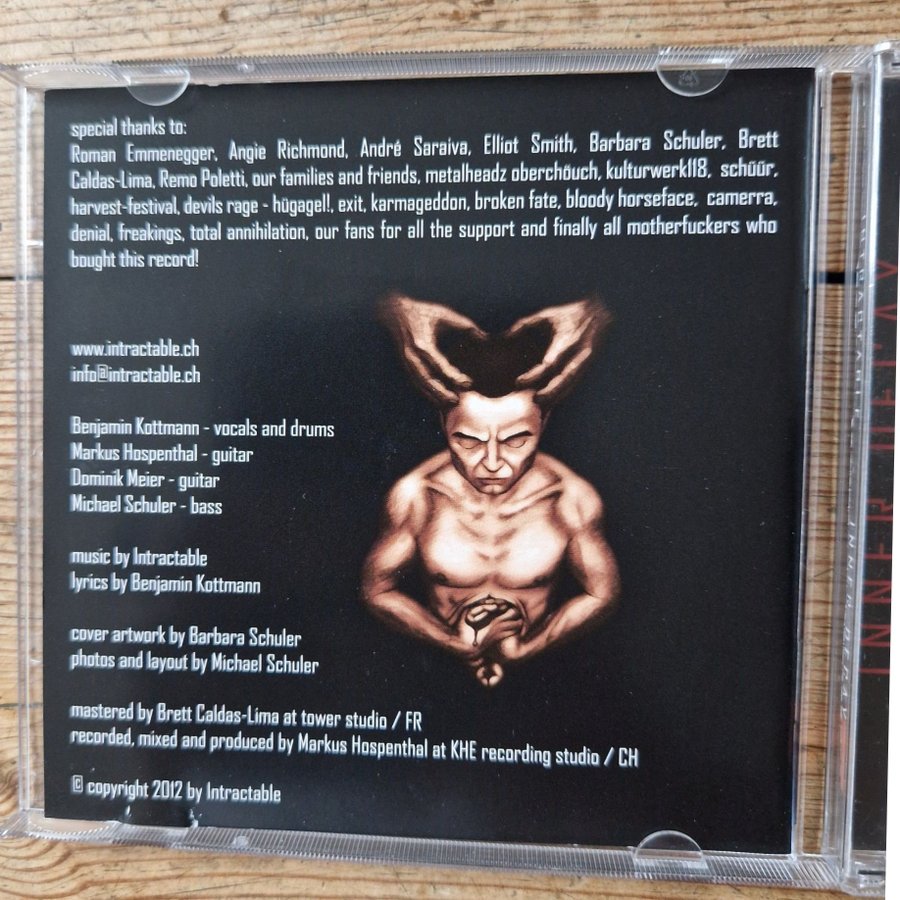 special thanks to:
Roman Emmenegger, Angie Richmond, André Saraiva, Elliot Smith, Barbara Schuler, Brett
Caldas-Lima, Remo Poletti, our families and friends, metalheadz oberchöuch, kulturwerk118, schüür,
harvest-festival, devils rage - hügagel!, exit, karmageddon, broken fate, bloody horseface, camerra,
denial, freakings, total annihilation, our fans for all the support and finally all motherfuckers who
bought this record!
www.intractable.ch
info@intractable.ch
Benjamin Kottmann - vocals and drums
Markus Hospenthal - guitar
Dominik Meier - guitar
Michael Schuler - bass
music by Intractable
lyrics by Benjamin Kottmann
cover artwork by Barbara Schuler
photos and layout by Michael Schuler
mastered by Brett Caldas-Lima at tower studio / FR
recorded, mixed and produced by Markus Hospenthal at KHE recording studio / CH
© copyright 2012 by Intractable
INTRACTABLE INNER DECAY
INNER DECAY